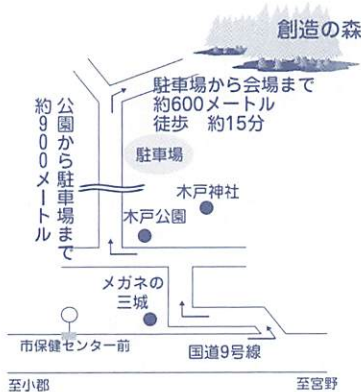 創造の森
駐車場から会場まで
約600メートル
徒歩 約15分
公園から駐車場まで
約900メートル
駐車場
木戸神社
木戸公園
メガネの
三城
市保健センター前
国道9号線
至小郡
至宮野